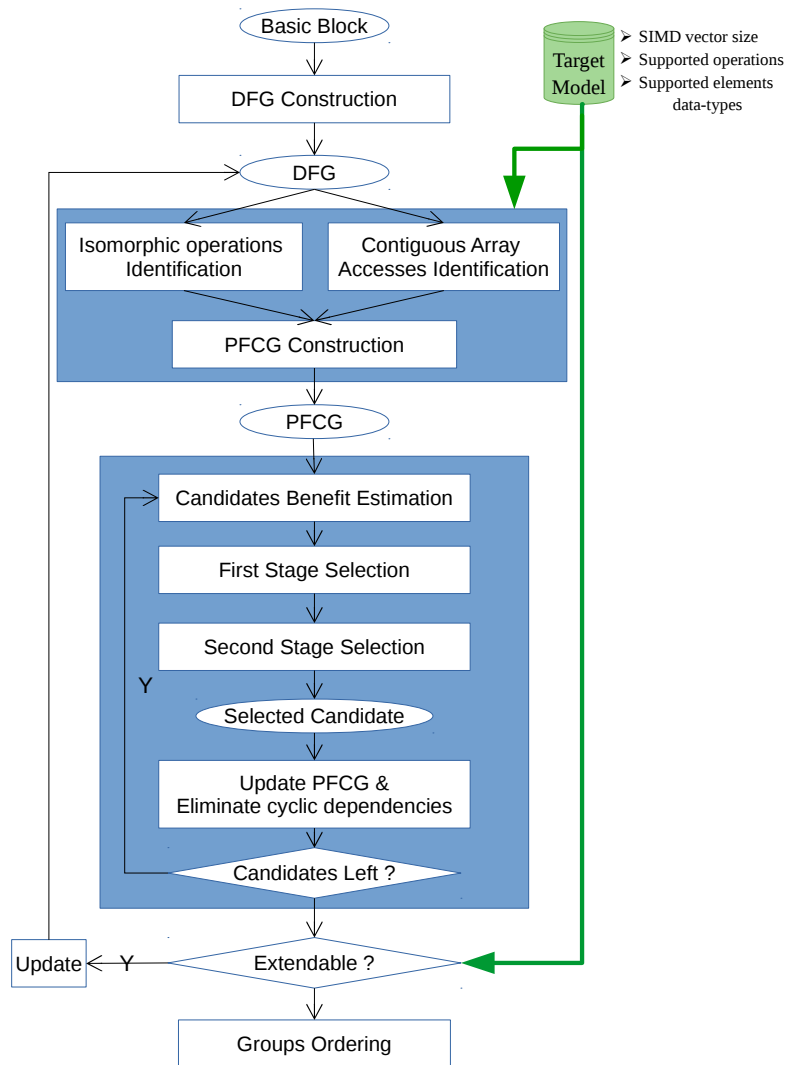 Basic Block
DFG Construction
DFG
Isomorphic operations
Identification
Contiguous Array
Accesses Identification
PFCG Construction
PFCG
Candidates Benefit Estimation
First Stage Selection
Second Stage Selection
Y
Selected Candidate
Update PFCG &
Eliminate cyclic dependencies
Candidates Left ?
Update
Y
Extendable ?
Groups Ordering
Target
Model
➢ SIMD vector size
➢ Supported operations
➢ Supported elements
data-types